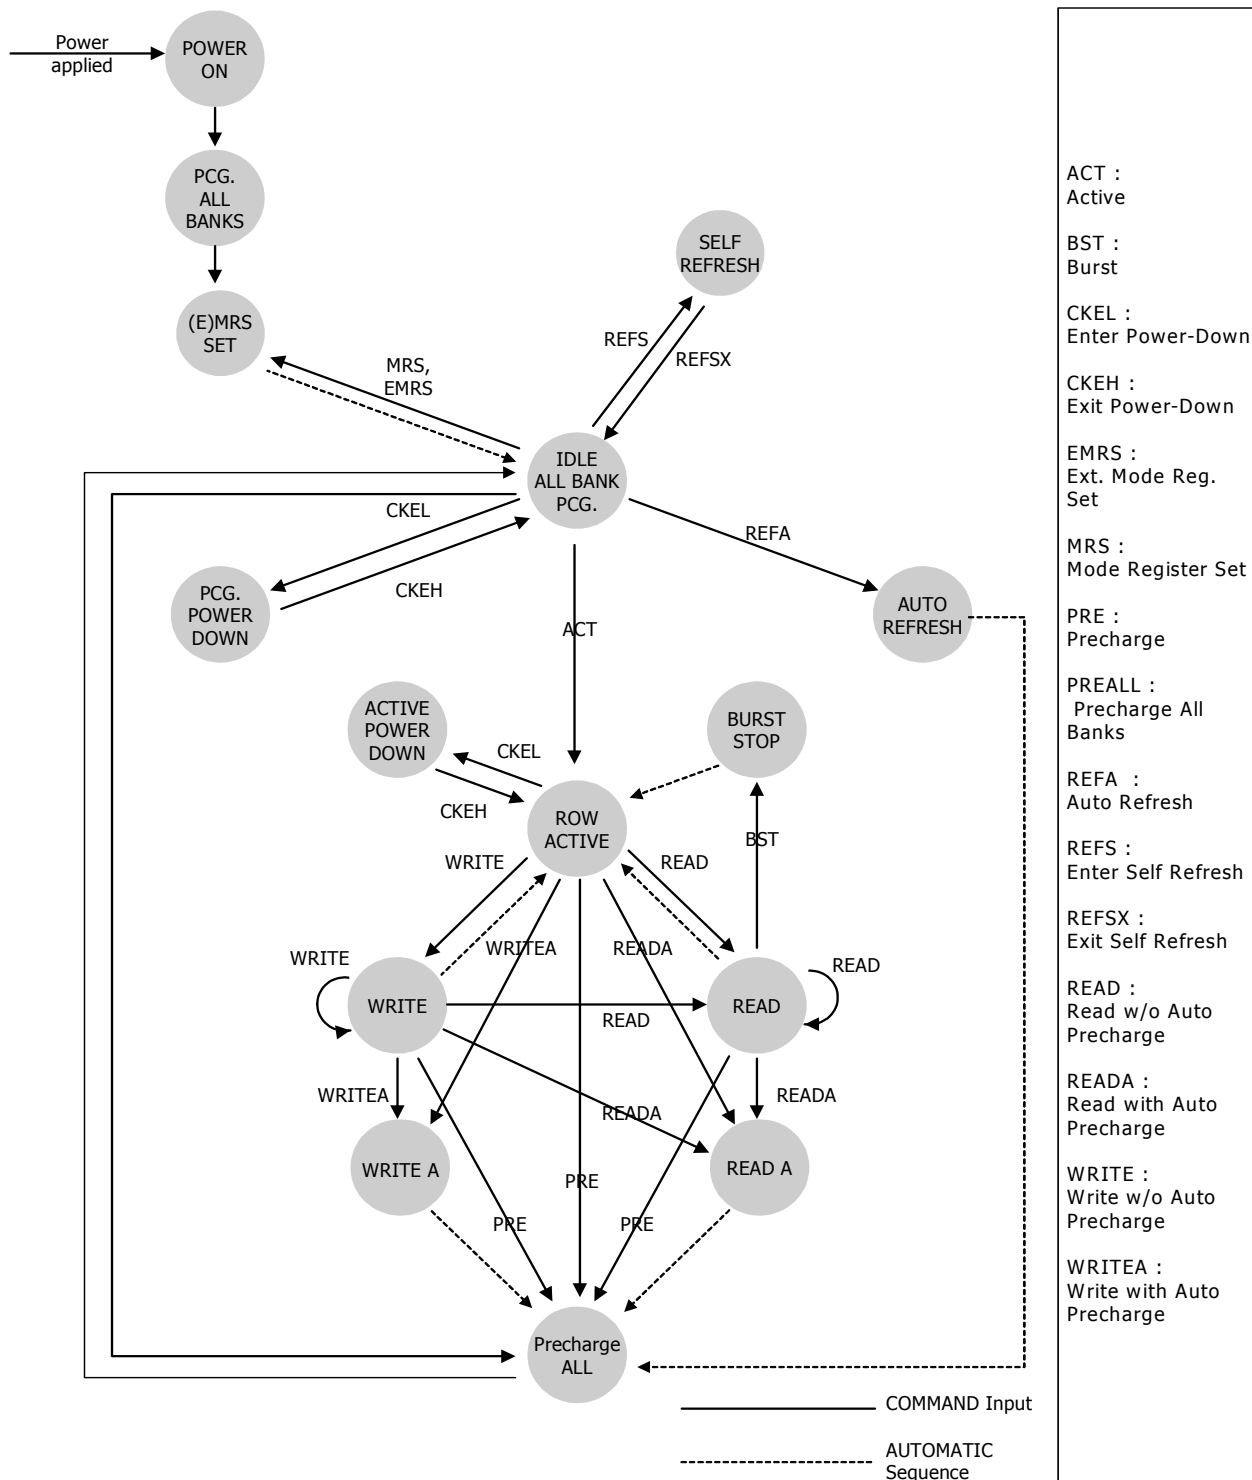 Power
applied
POWER
ON
PCG.
ALL
BANKS
SELF
REFRESH
(E)MRS
SET
MRS,
EMRS
REFS
REFSX
IDLE
ALL BANK
PCG.
CKEL
CKEH
REFA
PCG.
POWER
DOWN
AUTO
REFRESH
ACT
ACTIVE
POWER
DOWN
BURST
STOP
CKEL
CKEH
ROW
ACTIVE
BST
WRITE
READ
WRITEA
READA
WRITE
READ
WRITE
READ
READ
WRITEA
READA
READA
WRITE A
READ A
PRE
PRE
PRE
Precharge
ALL
COMMAND Input
AUTOMATIC
Sequence
ACT :
Active
BST :
Burst
CKEL :
Enter Power-Down
CKEH :
Exit Power-Down
EMRS :
Ext. Mode Reg.
Set
MRS :
Mode Register Set
PRE :
Precharge
PREALL :
Precharge All
Banks
REFA :
Auto Refresh
REFS :
Enter Self Refresh
REFSX :
Exit Self Refresh
READ :
Read w/o Auto
Precharge
READA :
Read with Auto
Precharge
WRITE :
Write w/o Auto
Precharge
WRITEA :
Write with Auto
Precharge